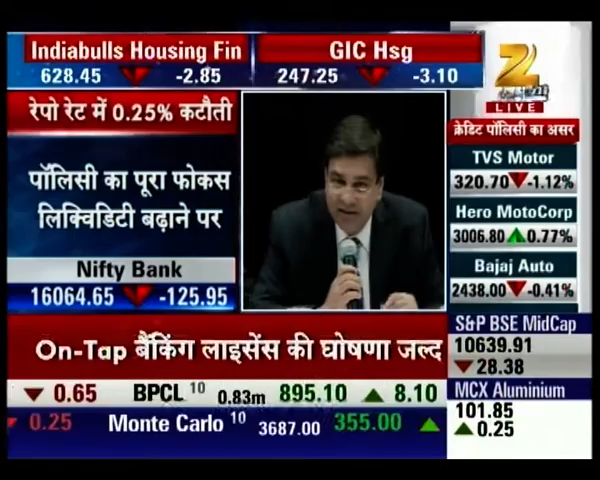 Indiabulls Housing Fin
628.45 -2.85
GIC Hsg
247.25 -3.10
LIVE
रेपो रेट में 0.25% कटौती
पॉलिसी का पूरा फोकस
लिक्विडिटी बढ़ाने पर
Nifty Bank
16064.65 -125.95
क्रेडिट पॉलिसी का असर
TVS Motor
320.70 -1.12%
Hero MotoCorp
3006.80 0.77%
Bajaj Auto
2438.00 -0.41%
S&P BSE MidCap
10639.91
28.38
MCX Aluminium
101.85
0.25
On-Tap बैंकिंग लाइसेंस की घोषणा जल्द
0.65 BPCL 10 0.83m 895.10 8.10
0.25 Monte Carlo 10 3687.00 355.00